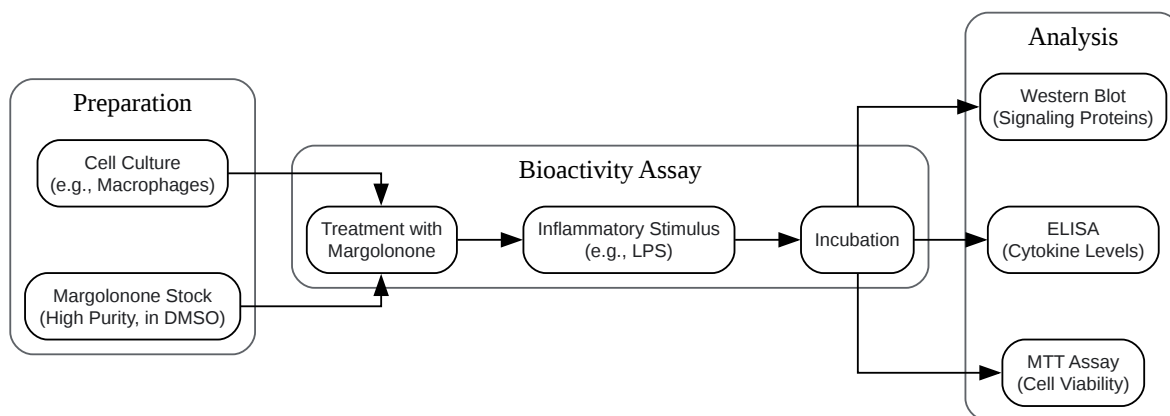 Preparation
Cell Culture
(e.g., Macrophages)
Margolonone Stock
(High Purity, in DMSO)
Bioactivity Assay
Treatment with
Margolonone
Inflammatory Stimulus
(e.g., LPS)
Incubation
Analysis
Western Blot
(Signaling Proteins)
ELISA
(Cytokine Levels)
MTT Assay
(Cell Viability)